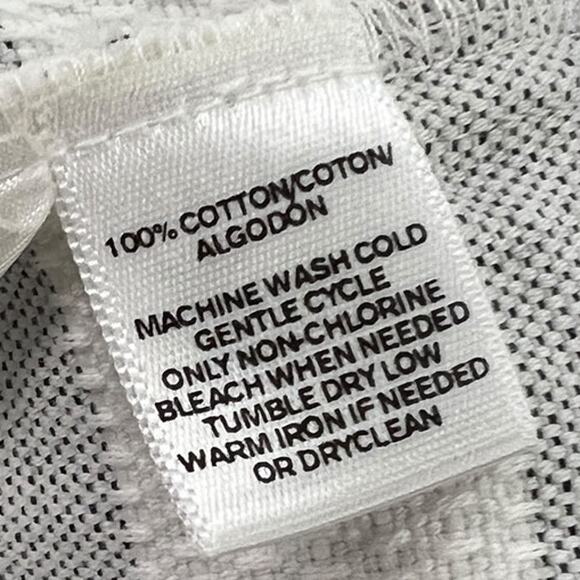 100% COTTON/COTON/
ALGODÓN
MACHINE WASH COLD
GENTLE CYCLE
ONLY NON-CHLORINE
BLEACH WHEN NEEDED
TUMBLE DRY LOW
WARM IRON IF NEEDED
OR DRYCLEAN